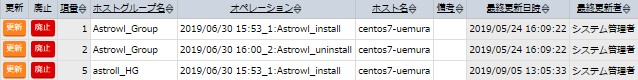 更新 廃止 項番 ホストグループ名 オペレーション ホスト名 備考 最終更新日時 最終更新者
更新 廃止 1 Astrowl_Group 2019/06/30 15:53_1:Astrowl_install centos7-uemura 2019/05/24 16:09:22 システム管理者
更新 廃止 2 Astrowl_Group 2019/06/30 16:00_2:Astrowl_uninstall centos7-uemura 2019/05/24 16:09:22 システム管理者
更新 廃止 5 astroll_HG 2019/06/30 15:53_1:Astrowl_install centos7-uemura 2019/09/05 13:05:33 システム管理者